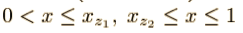 0 < x ≤ x_{z_1}, x_{z_2} ≤ x ≤ 1